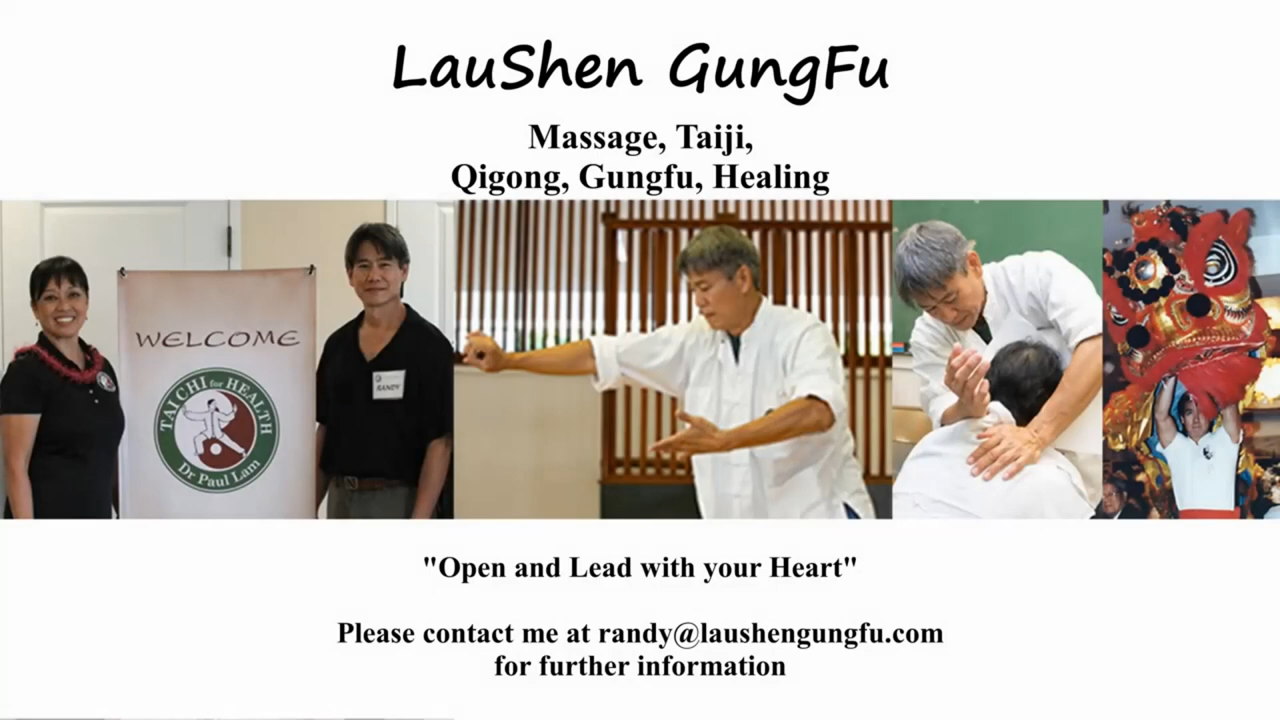 LauShen GungFu
Massage, Taiji,
Qigong, Gungfu, Healing
WELCOME
TAI CHI for HEALTH
Dr Paul Lam
RANDY
"Open and Lead with your Heart"
Please contact me at randy@laushengungfu.com
for further information